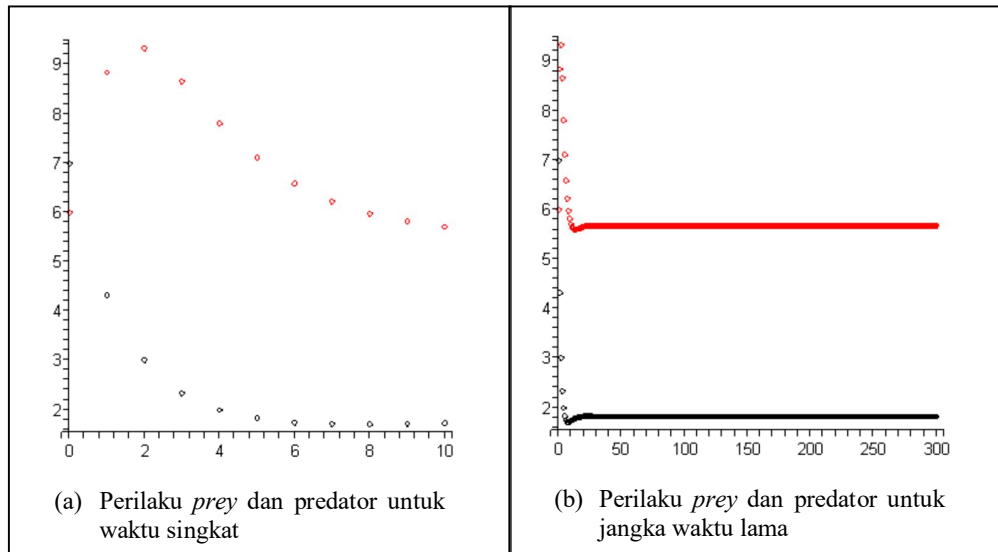 9
8
7
6
5
4
3
2
0 2 4 6 8 10
(a) Perilaku prey dan predator untuk
waktu singkat
9
8
7
6
5
4
3
2
0 50 100 150 200 250 300
(b) Perilaku prey dan predator untuk
jangka waktu lama